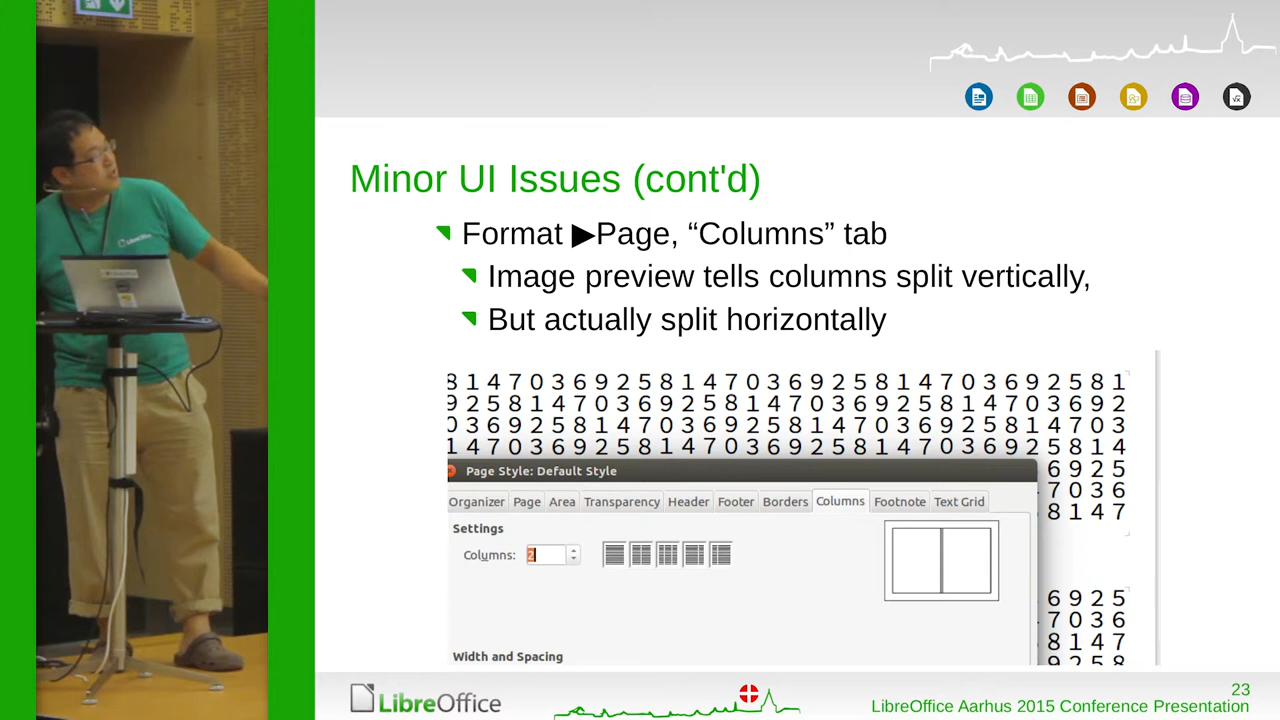 Minor UI Issues (cont'd)
Format ▶Page, “Columns” tab
Image preview tells columns split vertically,
But actually split horizontally
8 1 4 7 0 3 6 9 2 5 8 1 4 7 0 3 6 9 2 5 8 1 4 7 0 3 6 9 2 5 8 1
9 2 5 8 1 4 7 0 3 6 9 2 5 8 1 4 7 0 3 6 9 2 5 8 1 4 7 0 3 6 9 2
0 3 6 9 2 5 8 1 4 7 0 3 6 9 2 5 8 1 4 7 0 3 6 9 2 5 8 1 4 7 0 3
1 4 7 0 3 6 9 2 5 8 1 4 7 0 3 6 9 2 5 8 1 4 7 0 3 6 9 2 5 8 1 4
Page Style: Default Style
6 9 2 5
Organizer Page Area Transparency Header Footer Borders Columns Footnote Text Grid
7 0 3 6
8 1 4 7
Settings
Columns: 2
6 9 2 5
7 0 3 6
8 1 4 7
Width and Spacing
9 2 5 8
LibreOffice
23
LibreOffice Aarhus 2015 Conference Presentation